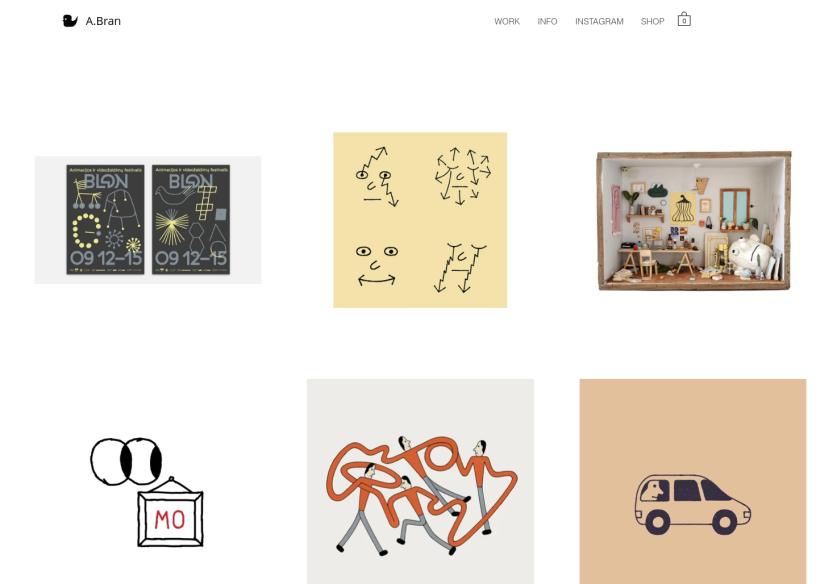 A.Bran
WORK INFO INSTAGRAM SHOP 0
Animacijos ir videožaidimų festivalis
BLON
09 12–15
Animacijos ir videožaidimų festivalis
BLON
09 12–15
MO